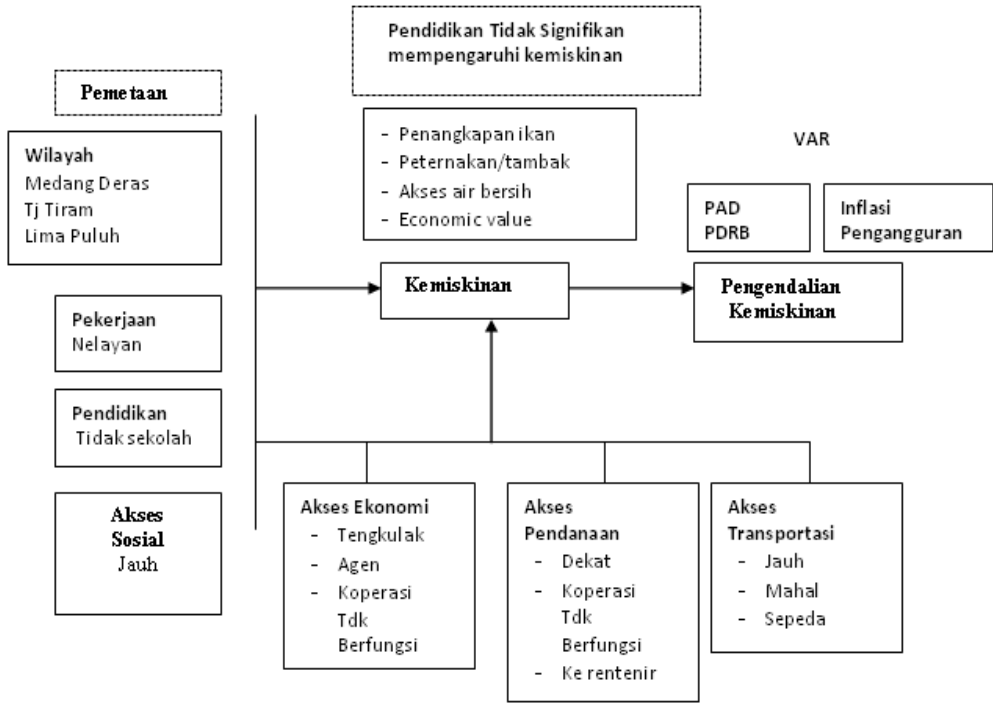 Pendidikan Tidak Signifikan
mempengaruhi kemiskinan
Pemetaan
Wilayah
Medang Deras
Tj Tiram
Lima Puluh
- Penangkapan ikan
- Peternakan/tambak
- Akses air bersih
- Economic value
VAR
PAD
PDRB
Inflasi
Pengangguran
Kemiskinan
Pengendalian
Kemiskinan
Pekerjaan
Nelayan
Pendidikan
Tidak sekolah
Akses
Sosial
Jauh
Akses Ekonomi
- Tengkulak
- Agen
- Koperasi
Tdk
Berfungsi
Akses
Pendanaan
- Dekat
- Koperasi
Tdk
Berfungsi
- Ke rentenir
Akses
Transportasi
- Jauh
- Mahal
- Sepeda